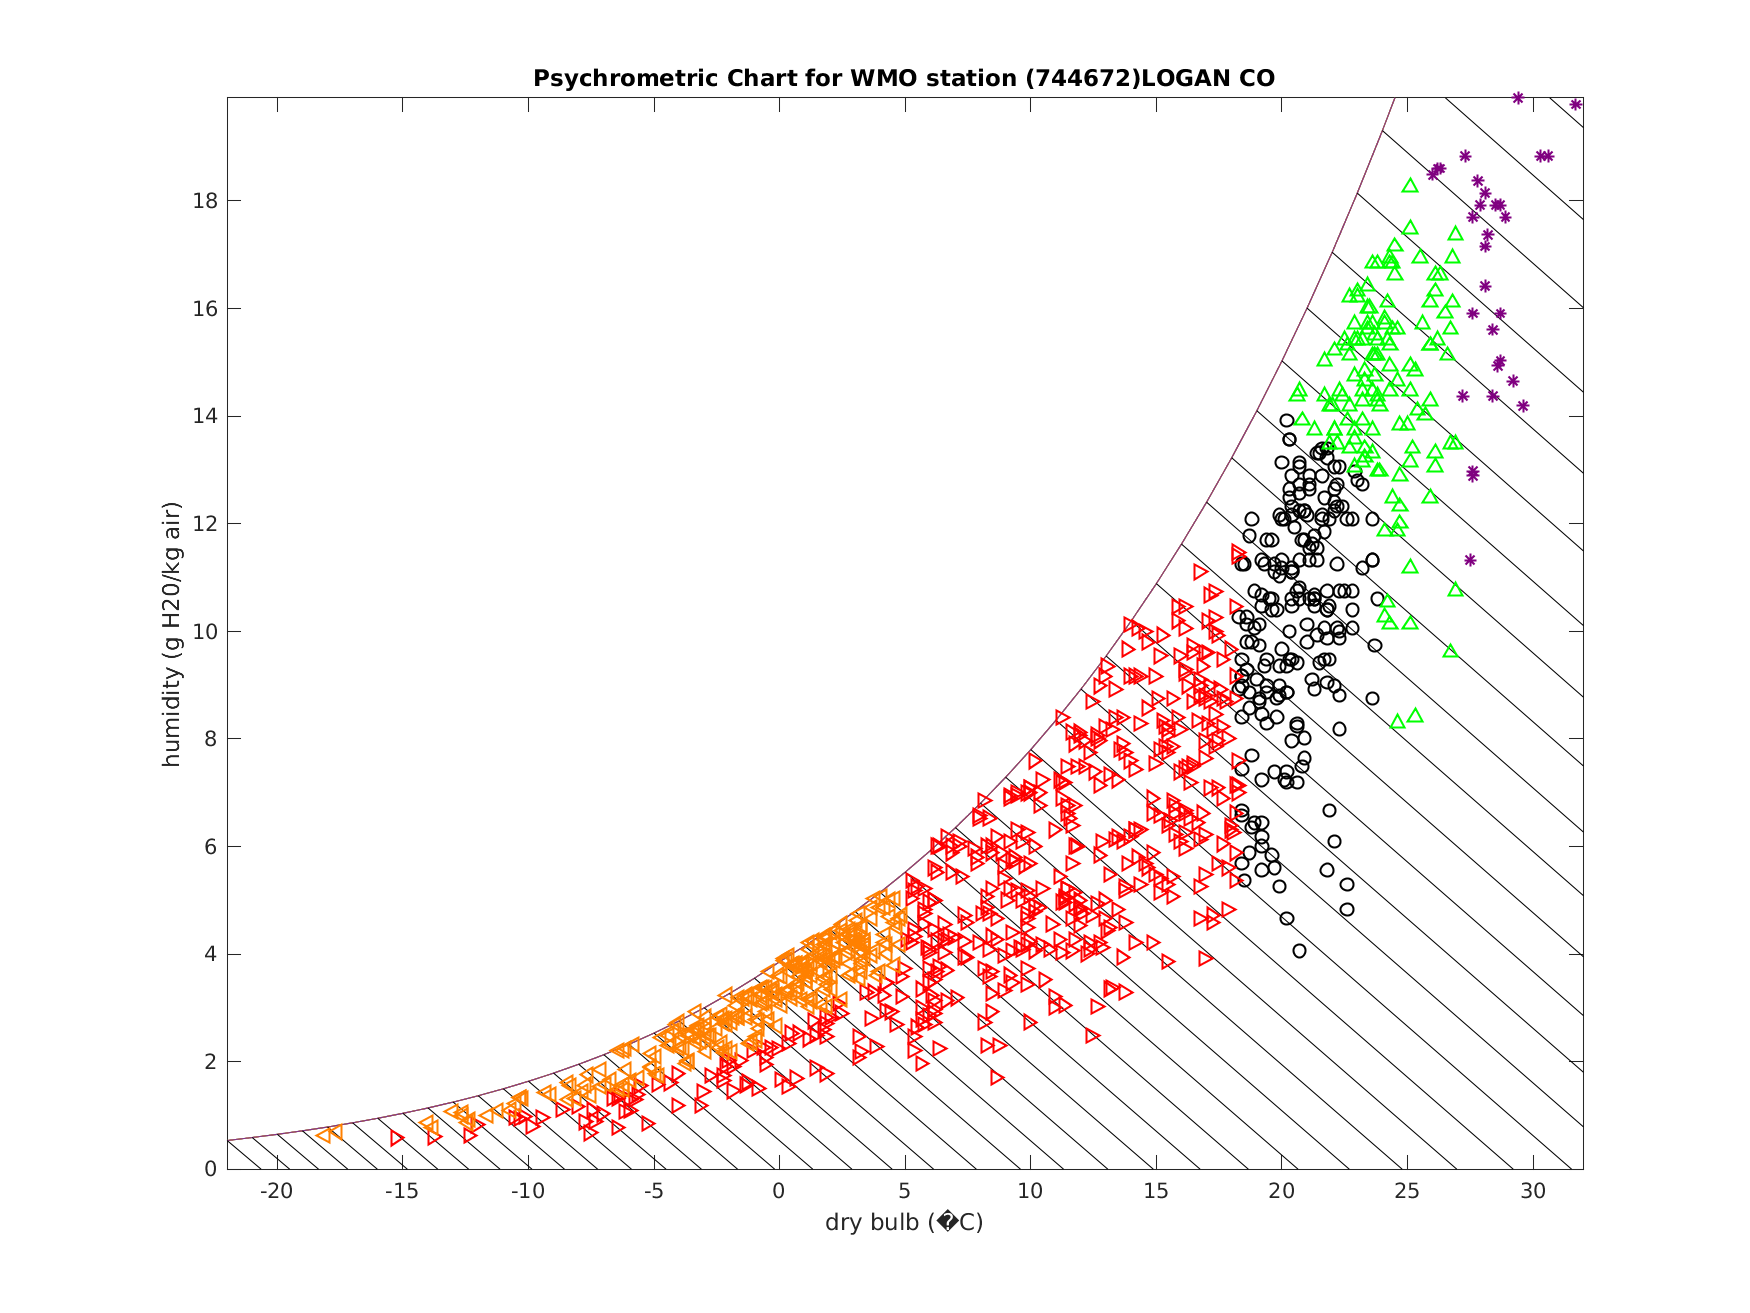 Psychrometric Chart for WMO station (744672)LOGAN CO
18
16
14
12
10
8
6
4
2
0
humidity (g H20/kg air)
-20 -15 -10 -5 0 5 10 15 20 25 30
dry bulb (�C)